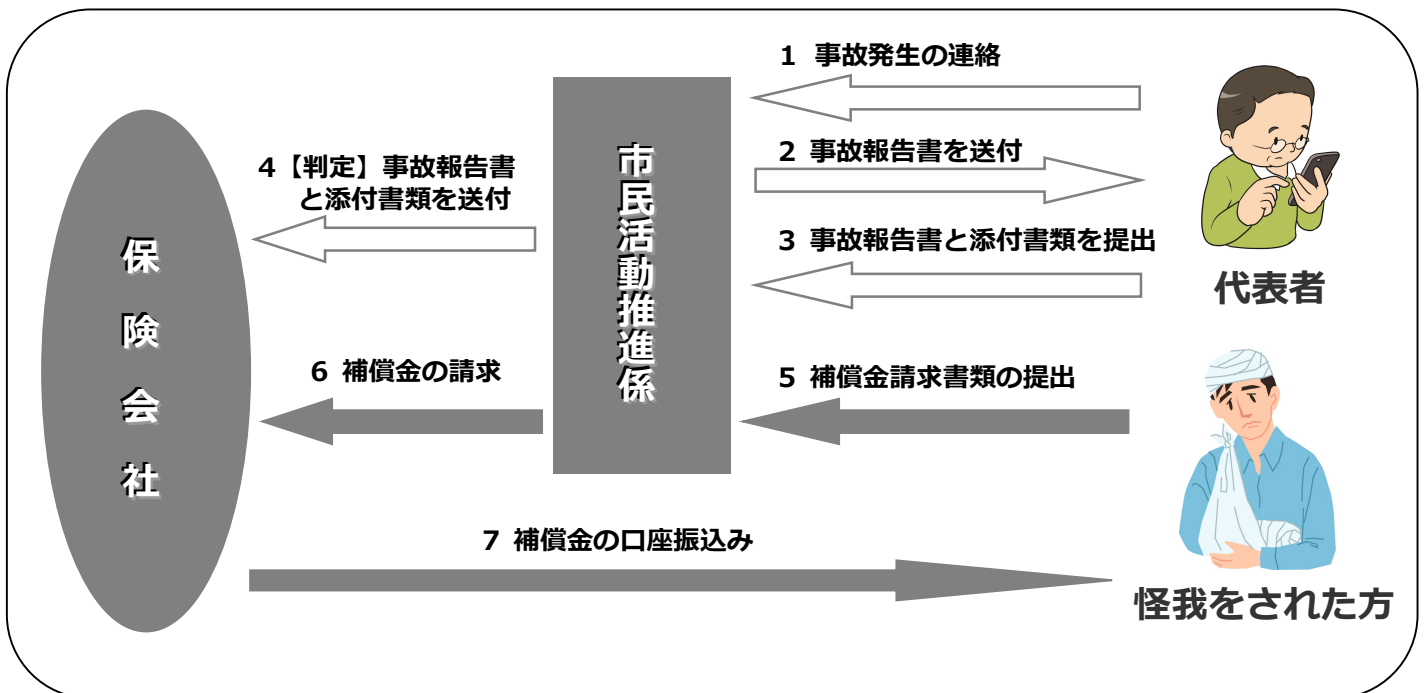 1 事故発生の連絡
2 事故報告書を送付
4【判定】事故報告書
と添付書類を送付
3 事故報告書と添付書類を提出
代表者
市民活動推進係
保険会社
6 補償金の請求
5 補償金請求書類の提出
7 補償金の口座振込み
怪我をされた方